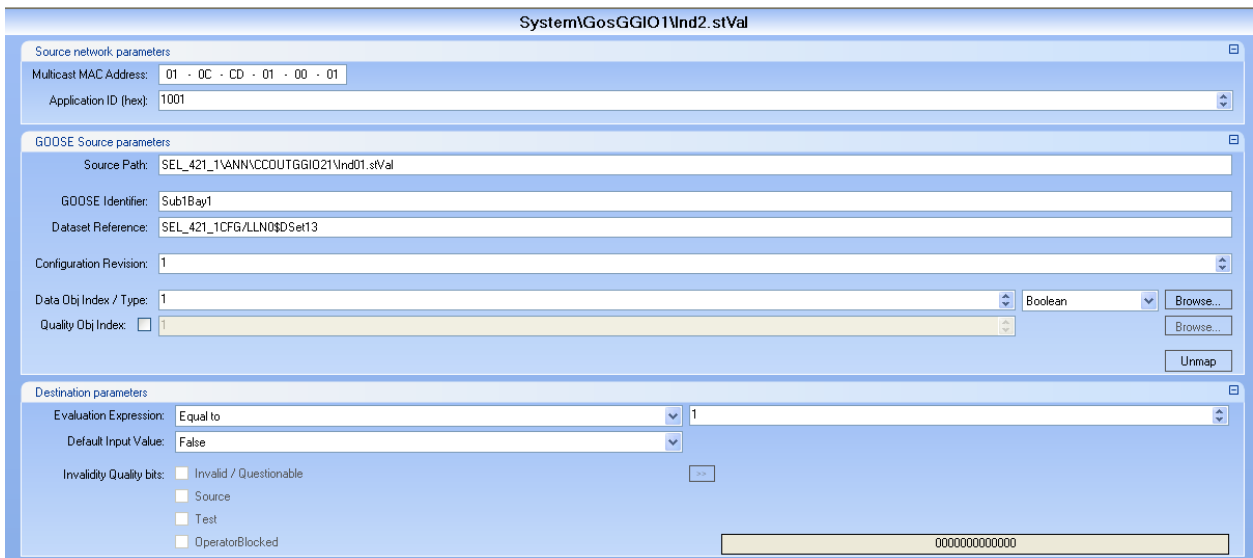 System\GosGGIO1\Ind2.stVal
Source network parameters
Multicast MAC Address: 01 - 0C - CD - 01 - 00 - 01
Application ID (hex): 1001
GOOSE Source parameters
Source Path: SEL_421_1\ANN\CCOUTGGIO21\Ind01.stVal
GOOSE Identifier: Sub1Bay1
Dataset Reference: SEL_421_1CFG/LLN0$DSet13
Configuration Revision: 1
Data Obj Index / Type: 1 Boolean Browse...
Quality Obj Index: 1 Browse...
Unmap
Destination parameters
Evaluation Expression: Equal to 1
Default Input Value: False
Invalidity Quality bits: Invalid / Questionable >>
Source
Test
OperatorBlocked 0000000000000